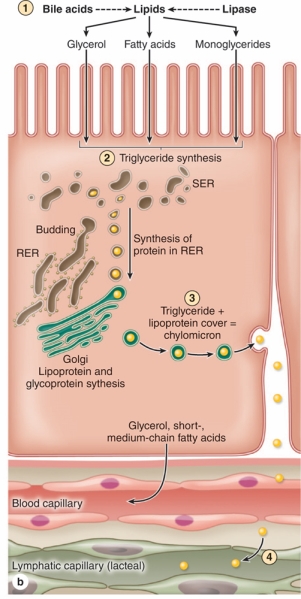 1 Bile acids Lipids Lipase
Glycerol Fatty acids Monoglycerides
2 Triglyceride synthesis
SER
Budding
RER
Synthesis of
protein in RER
3
Triglyceride +
lipoprotein cover =
chylomicron
Golgi
Lipoprotein and
glycoprotein sythesis
Glycerol, short-,
medium-chain fatty acids
Blood capillary
4
Lymphatic capillary (lacteal)
b